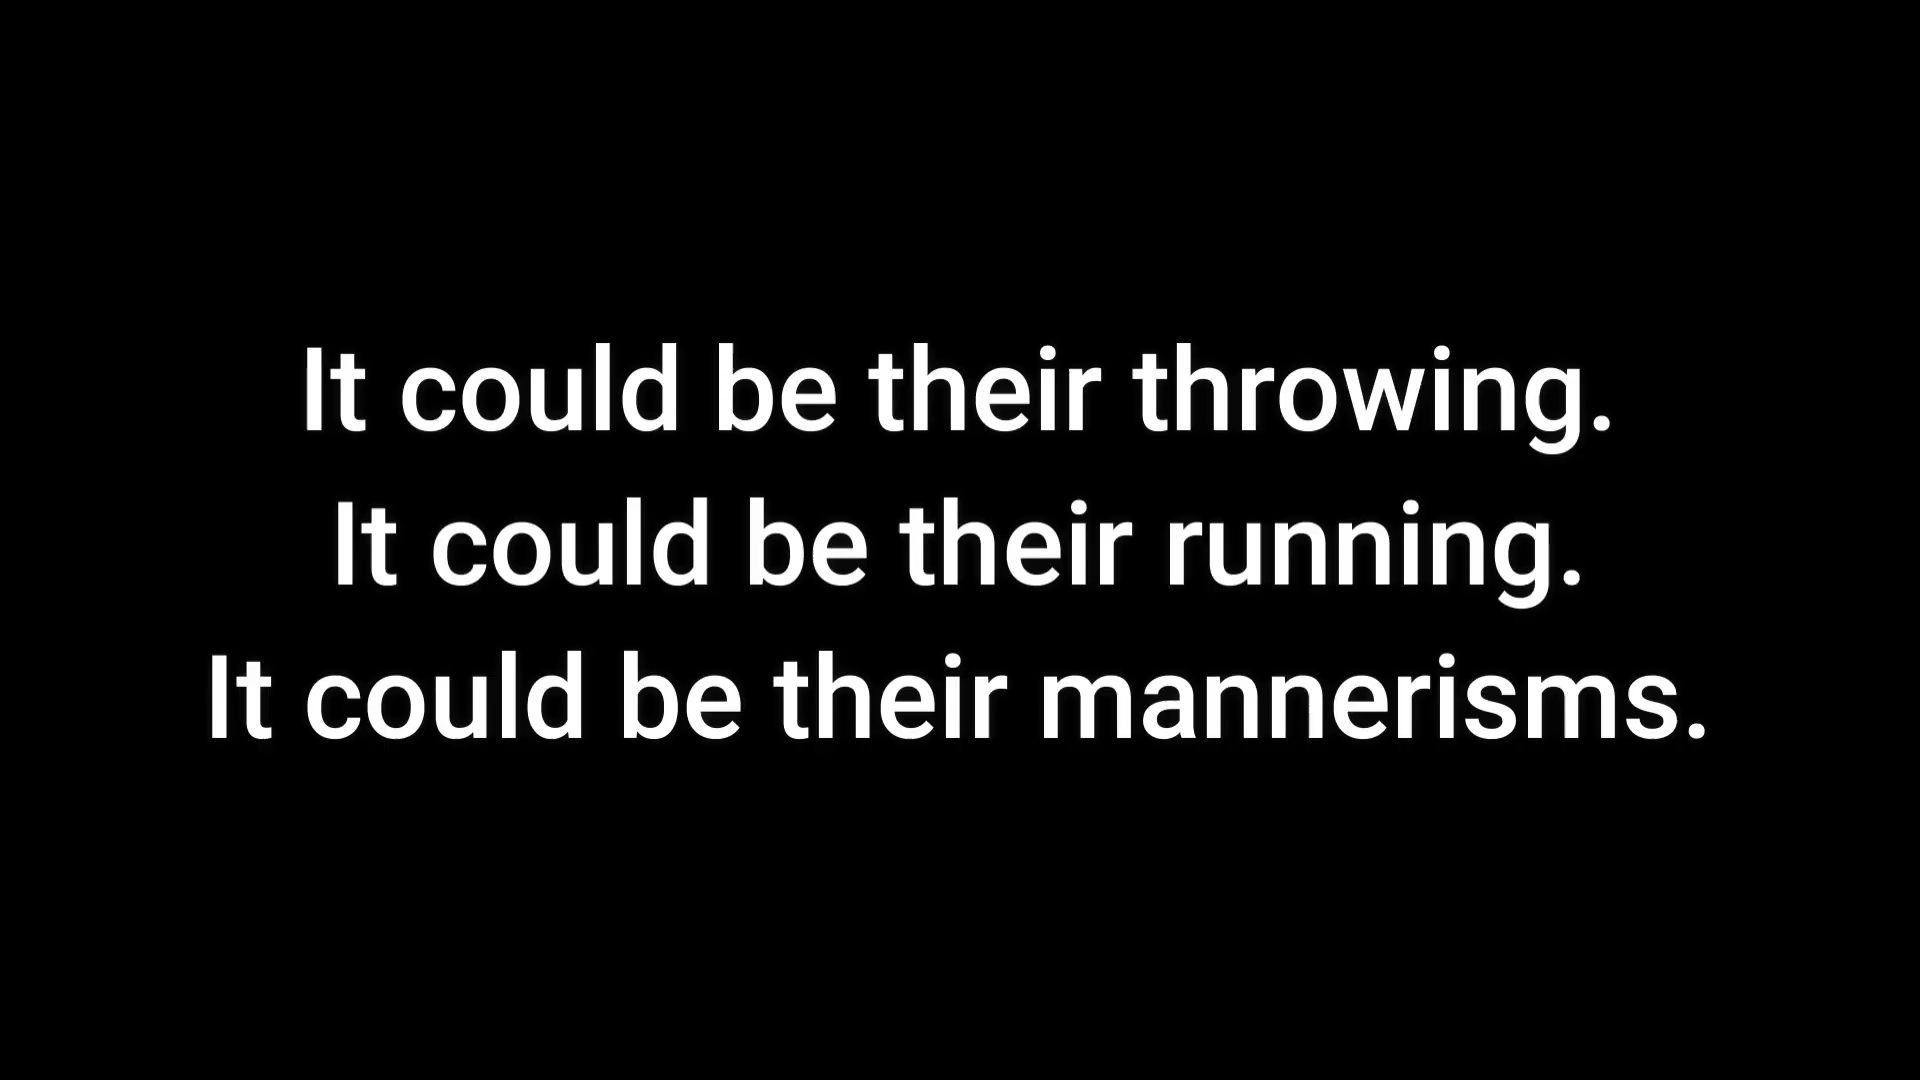 It could be their throwing.
It could be their running.
It could be their mannerisms.